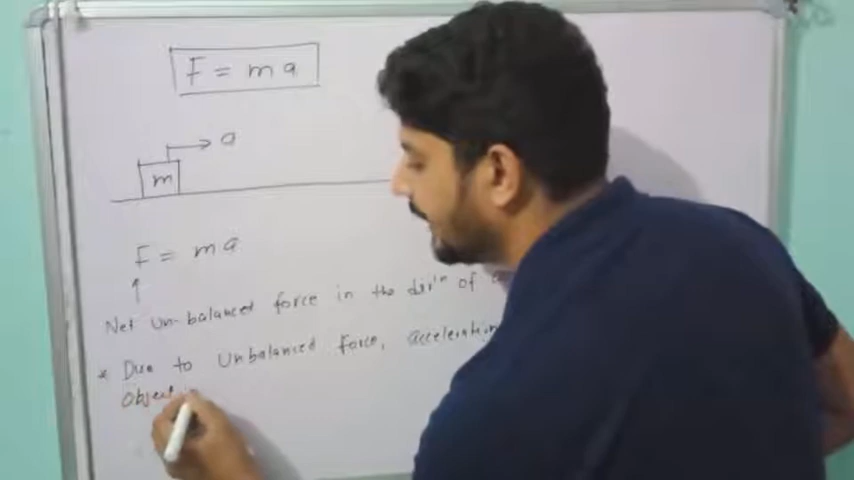 F = ma
a
m
F = ma
Net un-balanced force in the dirⁿ of
* Due to Unbalanced force, acceleration
Object